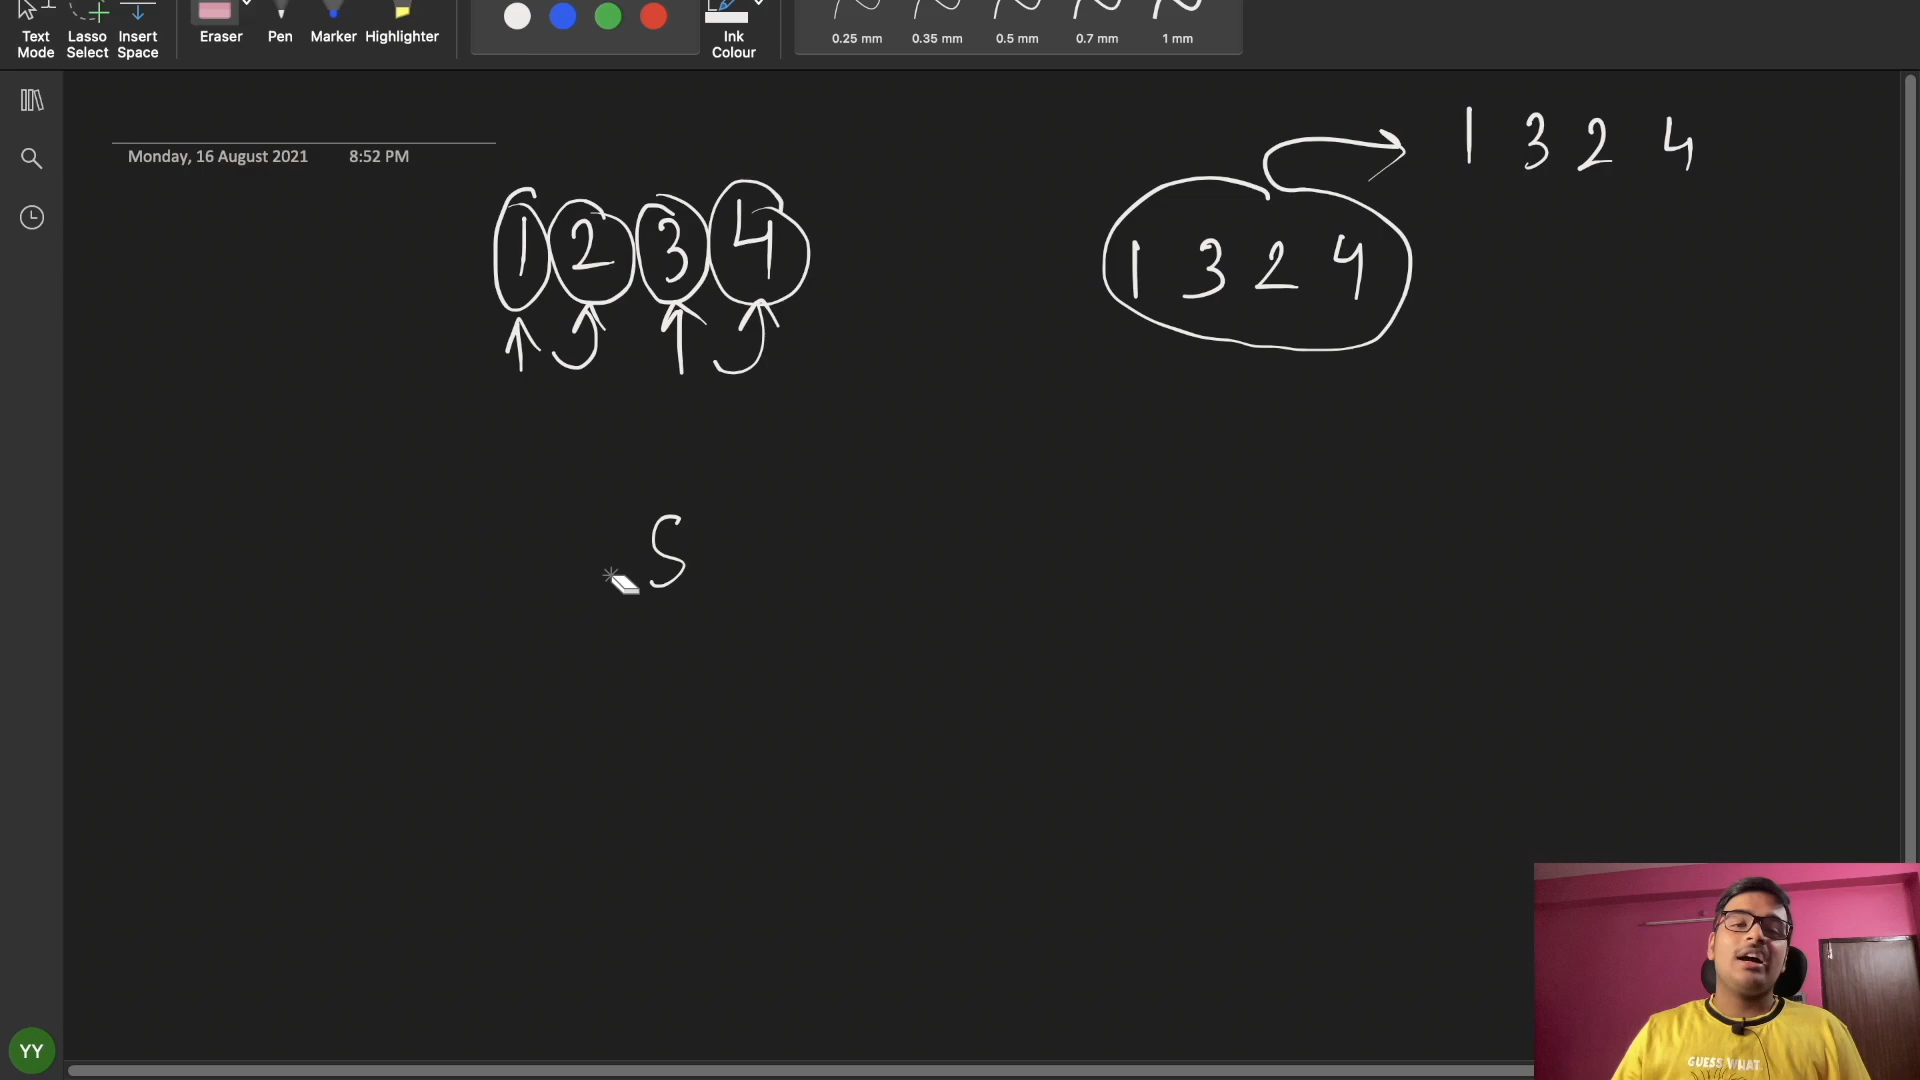 Text Mode
Lasso Select
Insert Space
Eraser
Pen
Marker
Highlighter
Ink Colour
0.25 mm
0.35 mm
0.5 mm
0.7 mm
1 mm
Monday, 16 August 2021 8:52 PM
1 2 3 4
1 3 2 4
1 3 2 4
S
YY
GUESS WHAT